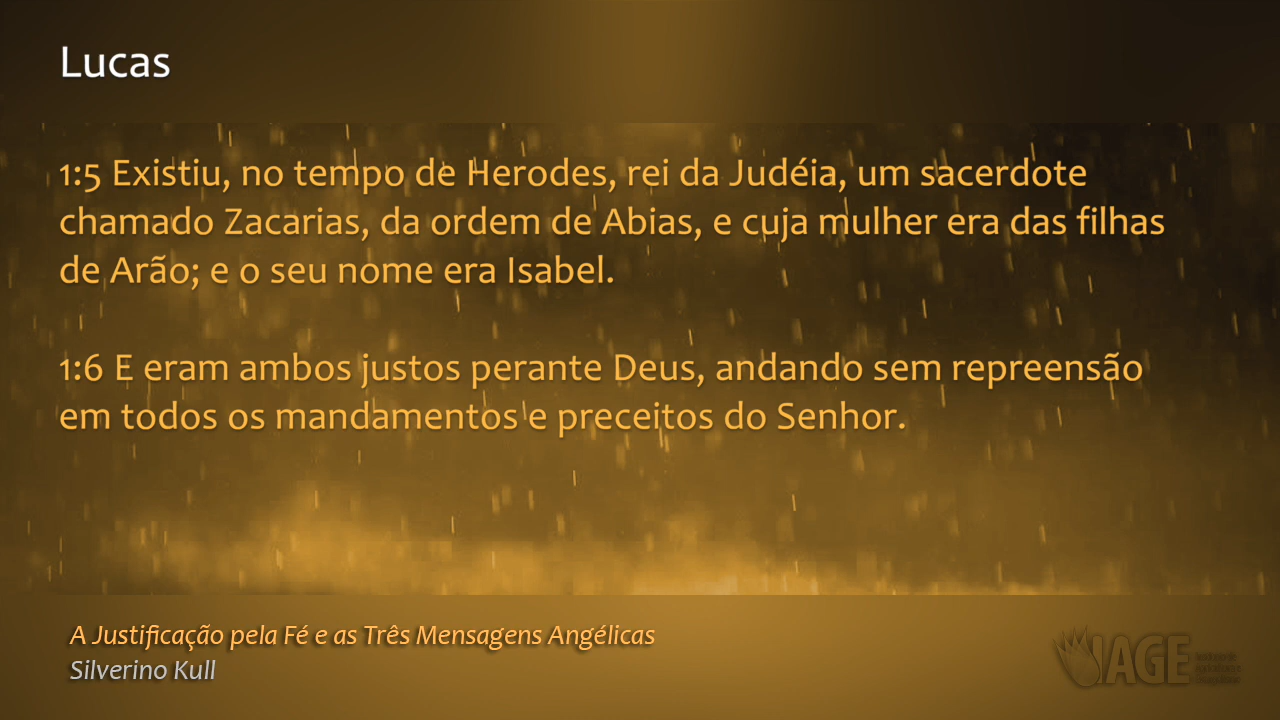 Lucas
1:5 Existiu, no tempo de Herodes, rei da Judéia, um sacerdote
chamado Zacarias, da ordem de Abias, e cuja mulher era das filhas
de Arão; e o seu nome era Isabel.
1:6 E eram ambos justos perante Deus, andando sem repreensão
em todos os mandamentos e preceitos do Senhor.
A Justificação pela Fé e as Três Mensagens Angélicas
Silverino Kull
IAGE